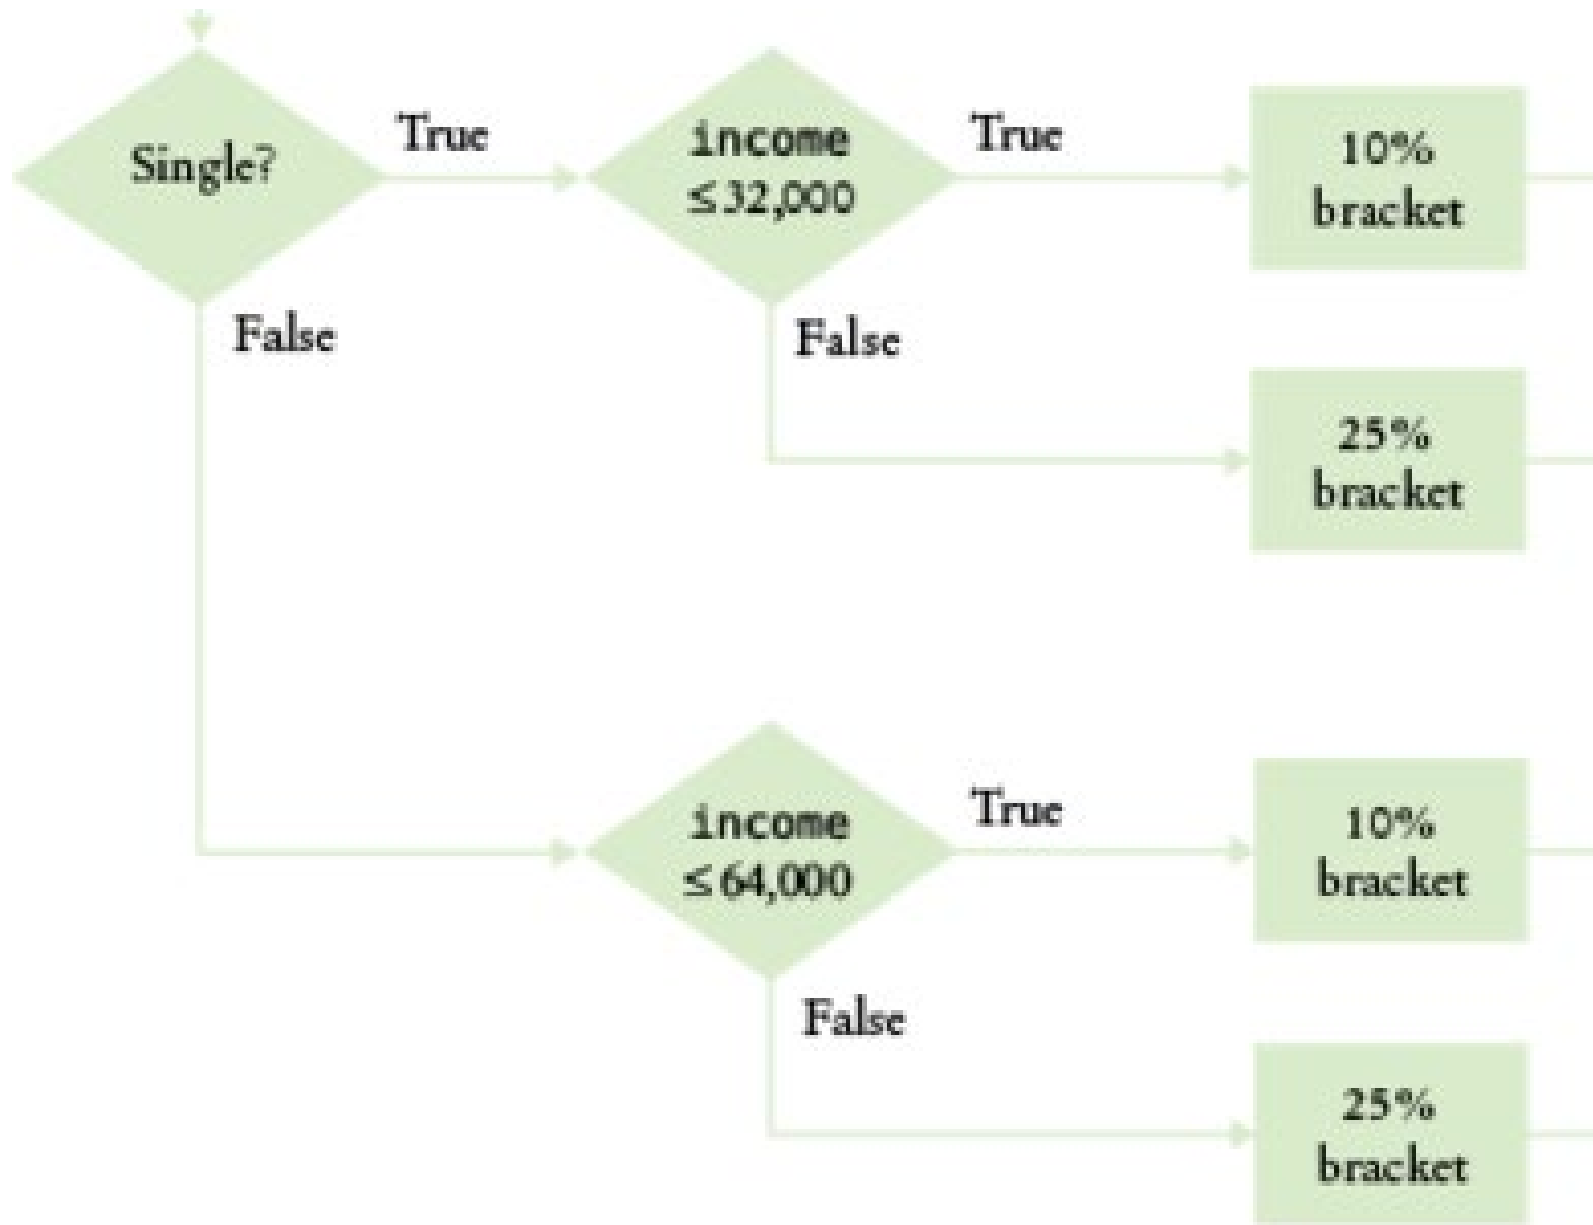 Single?
True
income
≤32,000
True
10%
bracket
False
False
25%
bracket
income
≤64,000
True
10%
bracket
False
25%
bracket